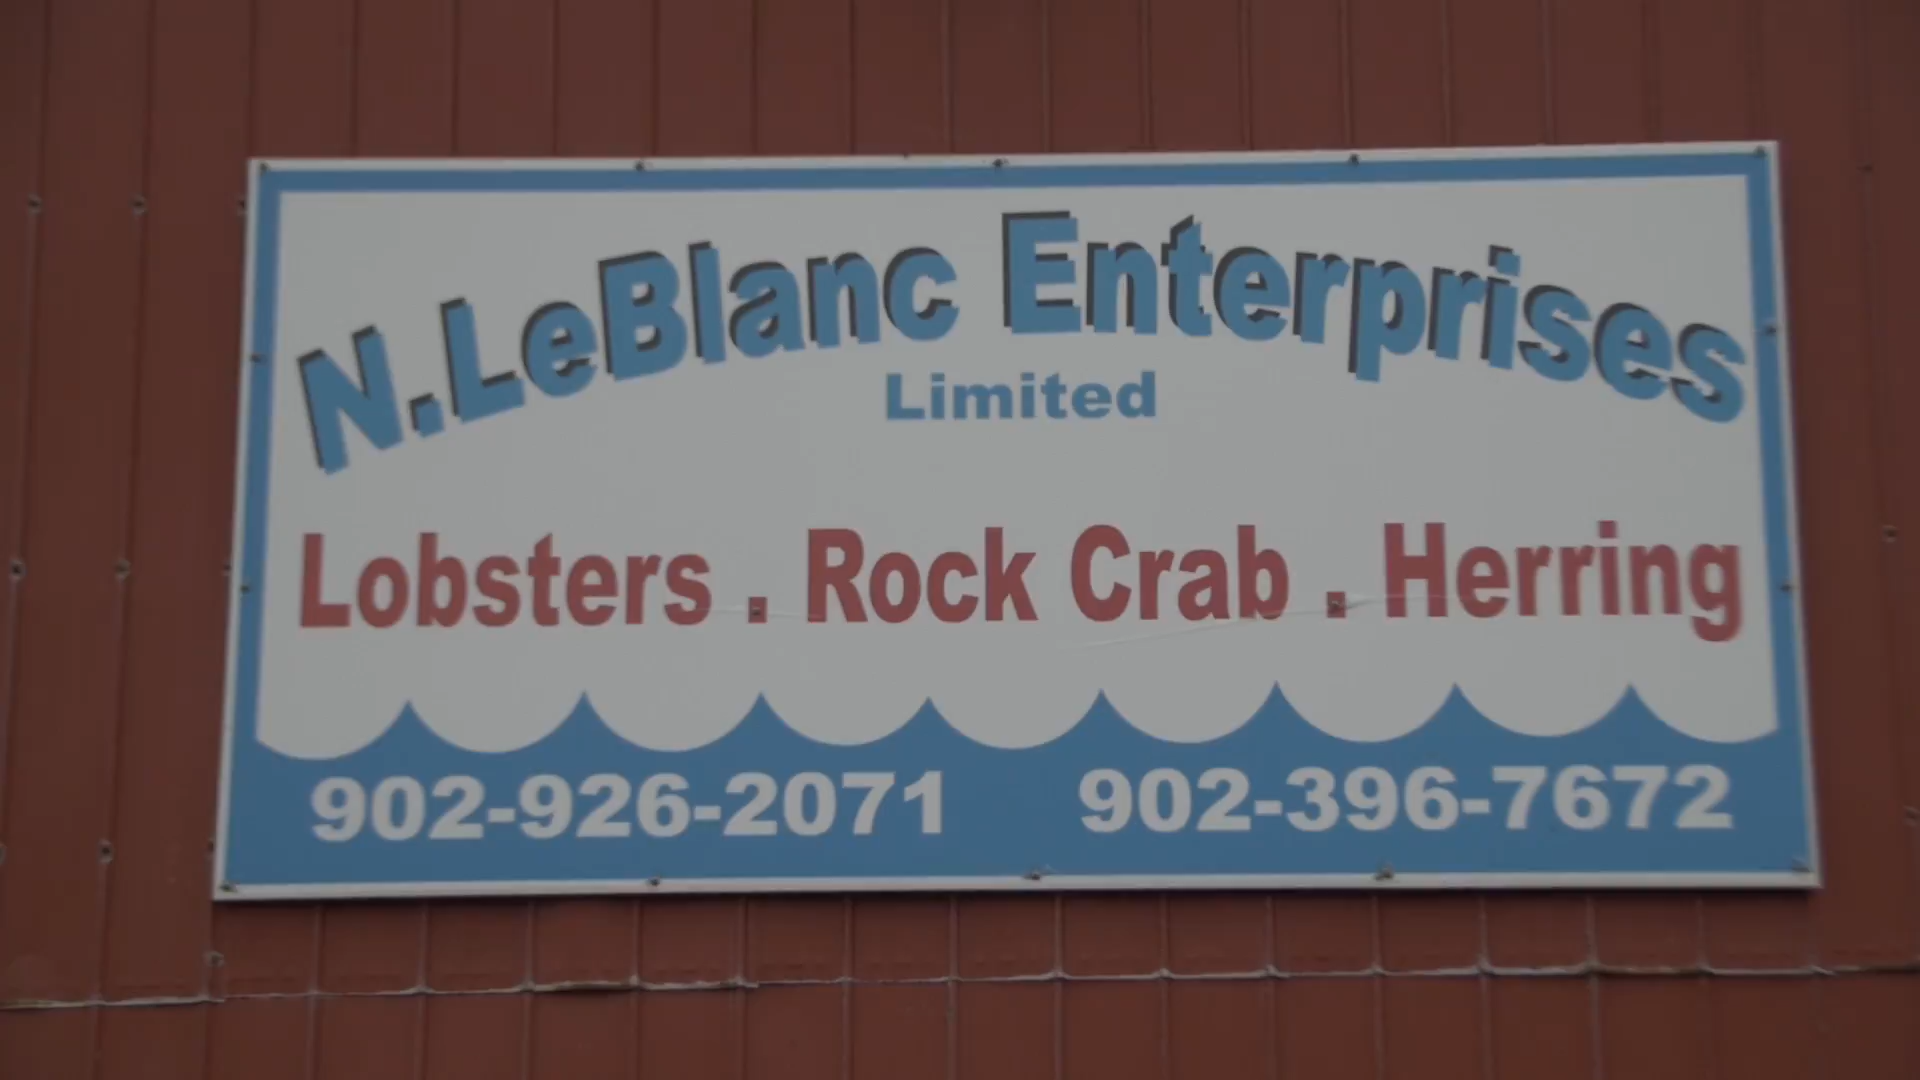 N.LeBlanc Enterprises
Limited
Lobsters . Rock Crab . Herring
902-926-2071 902-396-7672